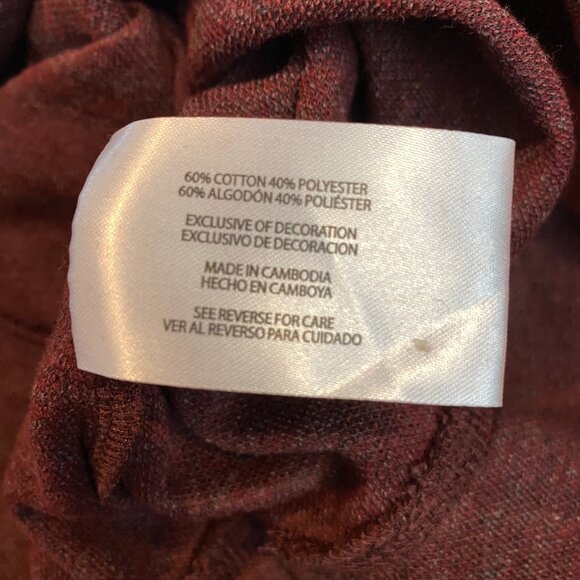 60% COTTON 40% POLYESTER
60% ALGODÓN 40% POLIÉSTER
EXCLUSIVE OF DECORATION
EXCLUSIVO DE DECORACION
MADE IN CAMBODIA
HECHO EN CAMBOYA
SEE REVERSE FOR CARE
VER AL REVERSO PARA CUIDADO